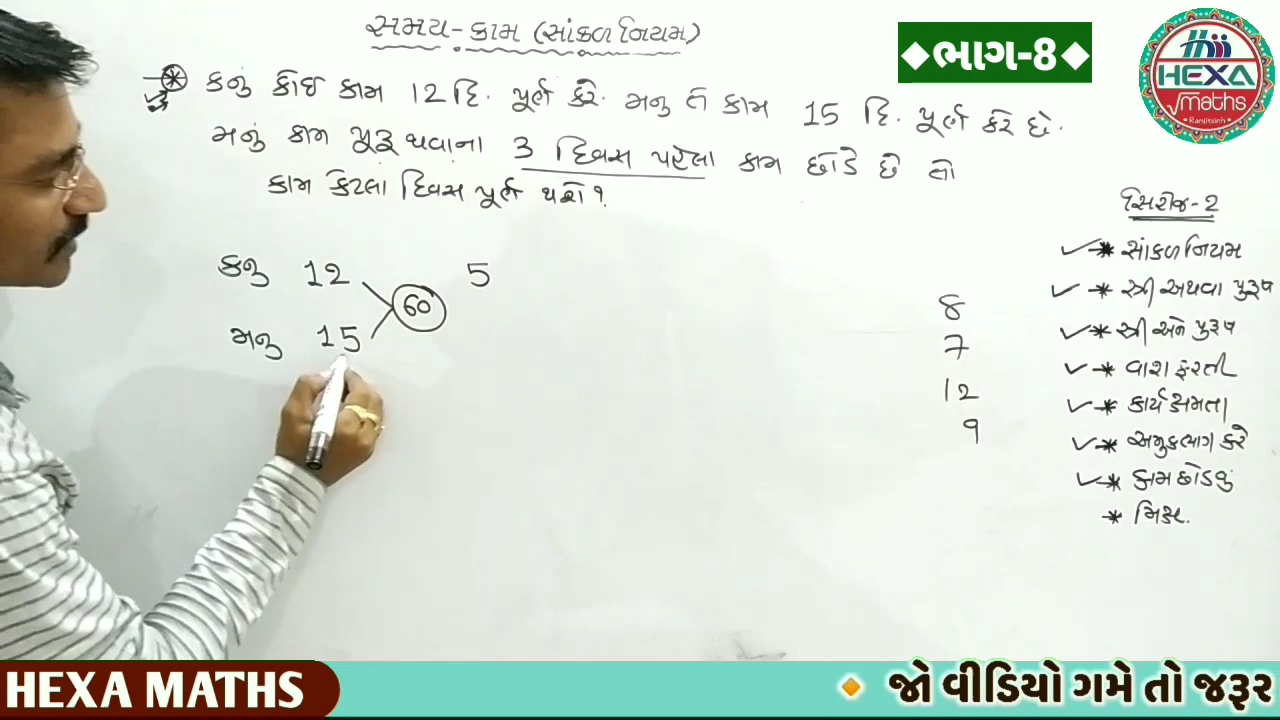 સમય-કામ (સાંકળ નિયમ)
◆ભાગ-8◆
HEXA
Maths
Ranjitsinh
* કનું કોઈ કામ 12 દિ. પૂર્ણ કરે. મનુ તે કામ 15 દિ. પૂર્ણ કરે છે.
મનું કામ પુરૂ થવાના 3 દિવસ પહેલા કામ છોડે છે તો
કામ કેટલા દિવસ પૂર્ણ થશે ?
સિરીજ-2
* સાંકળ નિયમ
* સ્ત્રી અથવા પુરૂષ
* સ્ત્રી અને પુરૂષ
* વારા ફરતી
* કાર્ય ક્ષમતા
* અમુક ભાગ કરે
* કામ છોડવું
* મિક્સ.
કનુ 12 60 5
મનુ 15
8
7
12
9
HEXA MATHS
🔸 જો વીડિયો ગમે તો જરૂર